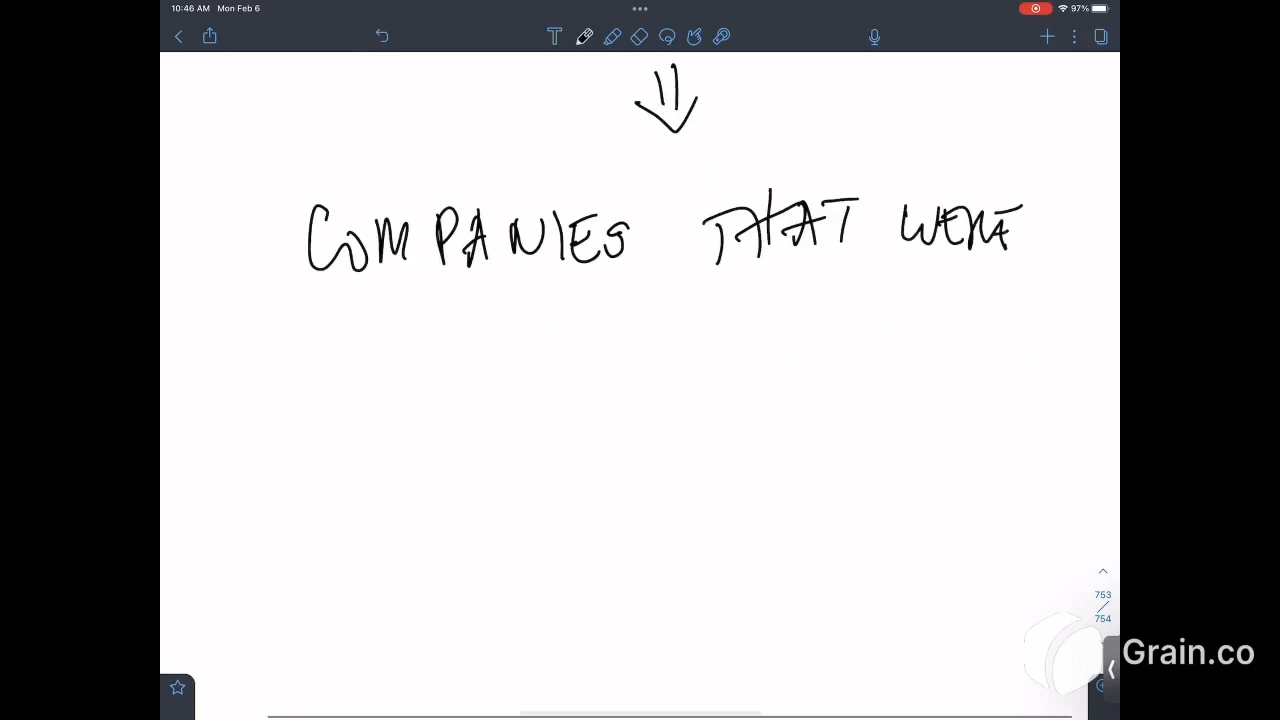 10:46 AM Mon Feb 6
97%
COMPANIES THAT WERE
753
754
Grain.co